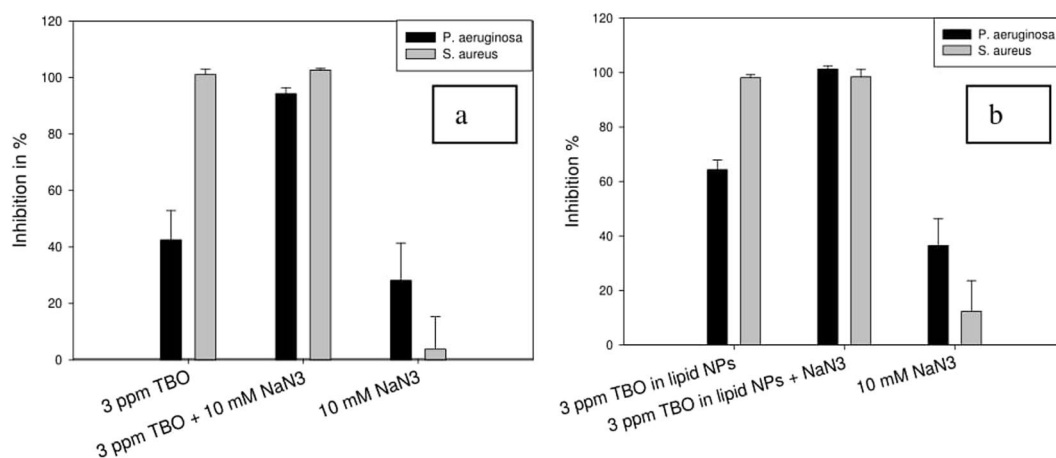 120
100
80
60
40
20
0
Inhibition in %
P. aeruginosa
S. aureus
a
3 ppm TBO
3 ppm TBO + 10 mM NaN3
10 mM NaN3
120
100
80
60
40
20
0
Inhibition %
P. aeruginosa
S. aureus
b
3 ppm TBO in lipid NPs
3 ppm TBO in lipid NPs + NaN3
10 mM NaN3